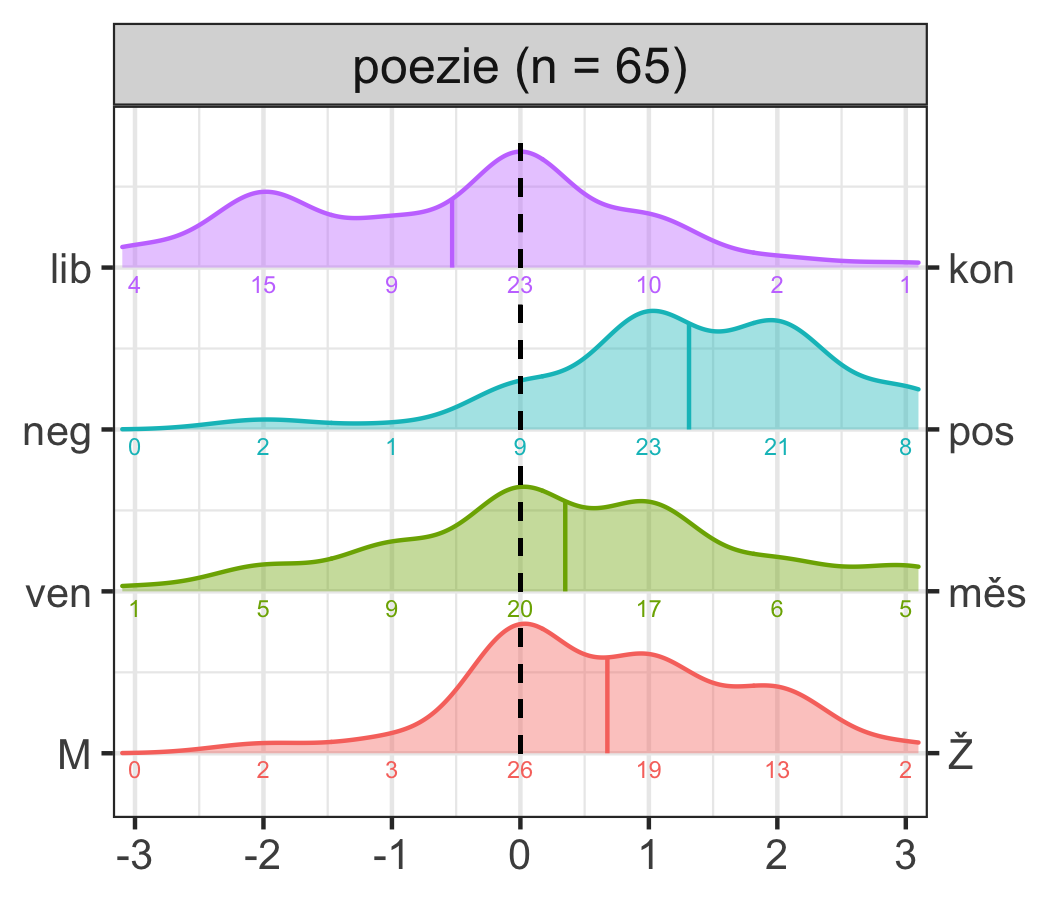 poezie (n = 65)
lib kon
4 15 9 23 10 2 1
neg pos
0 2 1 9 23 21 8
ven měs
1 5 9 20 17 6 5
M Ž
0 2 3 26 19 13 2
-3 -2 -1 0 1 2 3